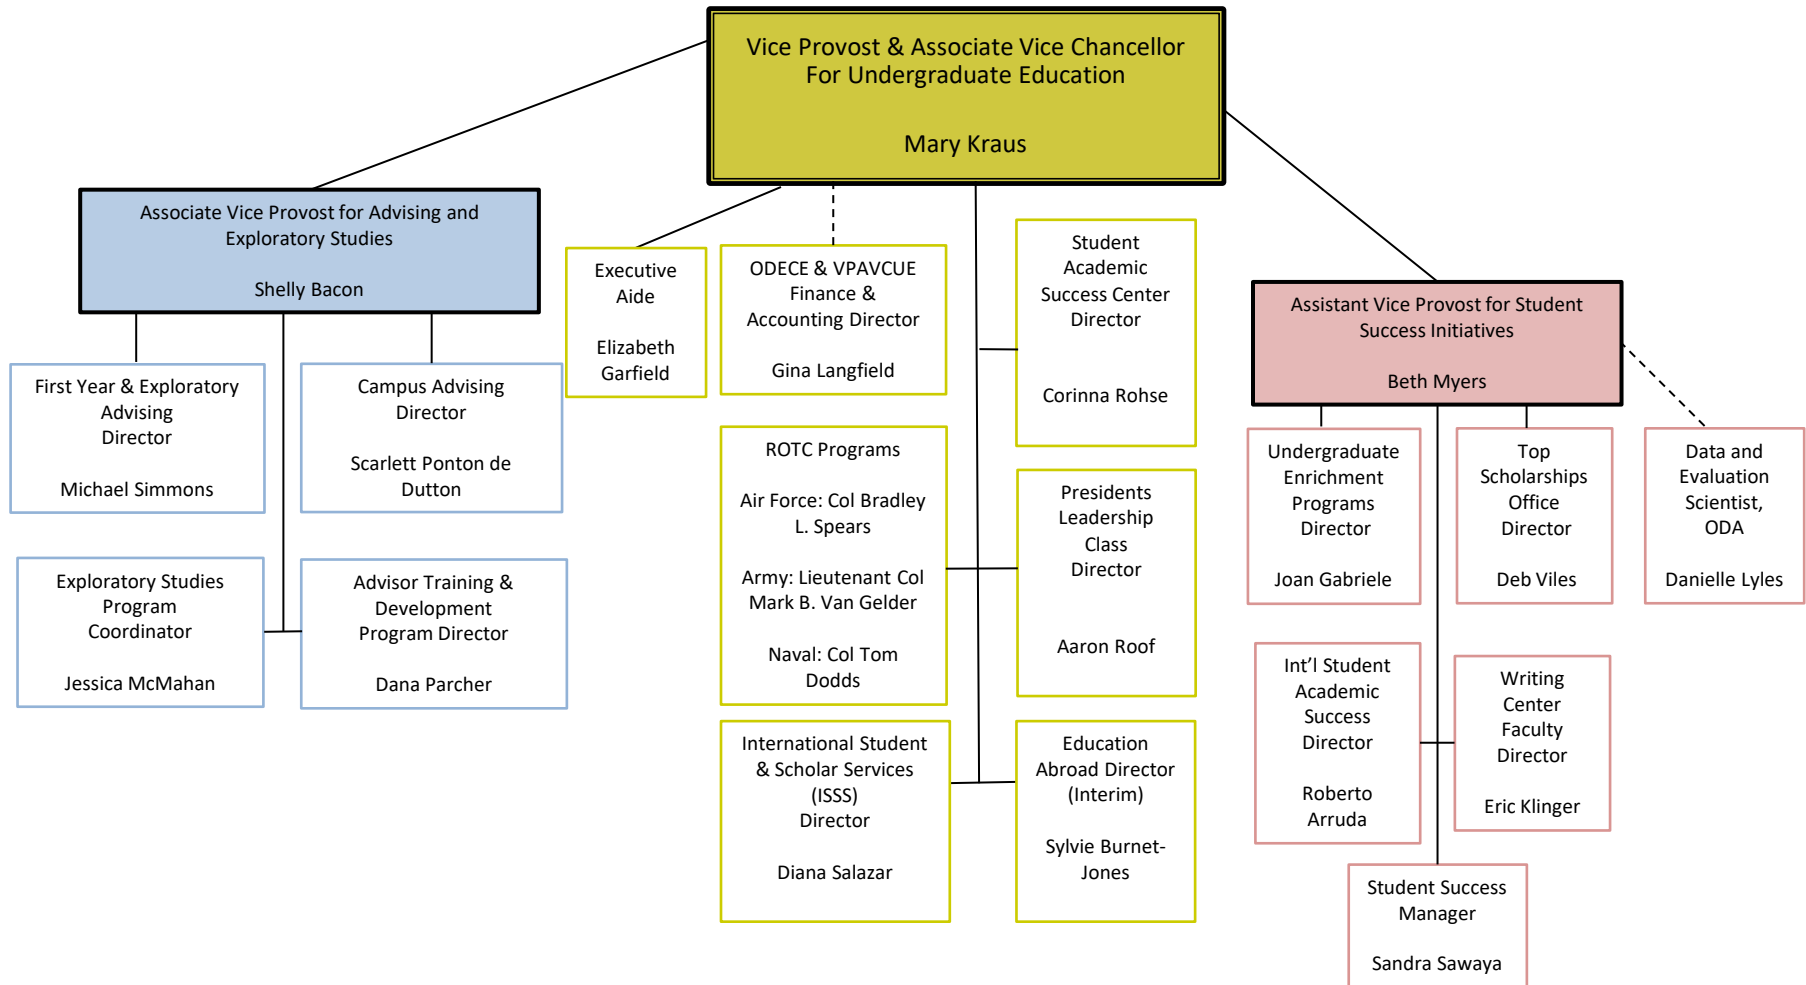 Vice Provost & Associate Vice Chancellor
For Undergraduate Education
Mary Kraus
Associate Vice Provost for Advising and
Exploratory Studies
Shelly Bacon
First Year & Exploratory
Advising
Director
Michael Simmons
Campus Advising
Director
Scarlett Ponton de
Dutton
Exploratory Studies
Program
Coordinator
Jessica McMahan
Advisor Training &
Development
Program Director
Dana Parcher
Executive
Aide
Elizabeth
Garfield
ODECE & VPAVCUE
Finance &
Accounting Director
Gina Langfield
Student
Academic
Success Center
Director
Corinna Rohse
ROTC Programs
Air Force: Col Bradley
L. Spears
Army: Lieutenant Col
Mark B. Van Gelder
Naval: Col Tom
Dodds
Presidents
Leadership
Class
Director
Aaron Roof
International Student
& Scholar Services
(ISSS)
Director
Diana Salazar
Education
Abroad Director
(Interim)
Sylvie Burnet-
Jones
Assistant Vice Provost for Student
Success Initiatives
Beth Myers
Undergraduate
Enrichment
Programs
Director
Joan Gabriele
Top
Scholarships
Office
Director
Deb Viles
Data and
Evaluation
Scientist,
ODA
Danielle Lyles
Int’l Student
Academic
Success
Director
Roberto
Arruda
Writing
Center
Faculty
Director
Eric Klinger
Student Success
Manager
Sandra Sawaya